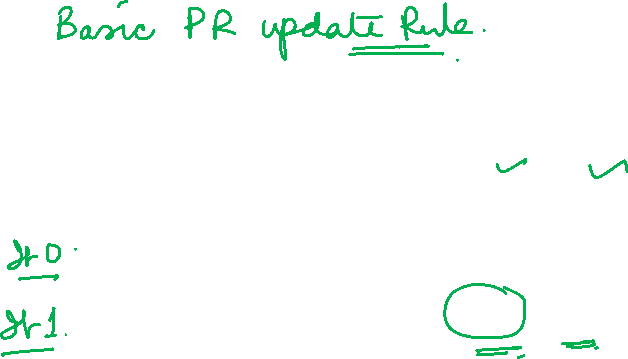 Basic PR update Rule.
It 0.
It 1.